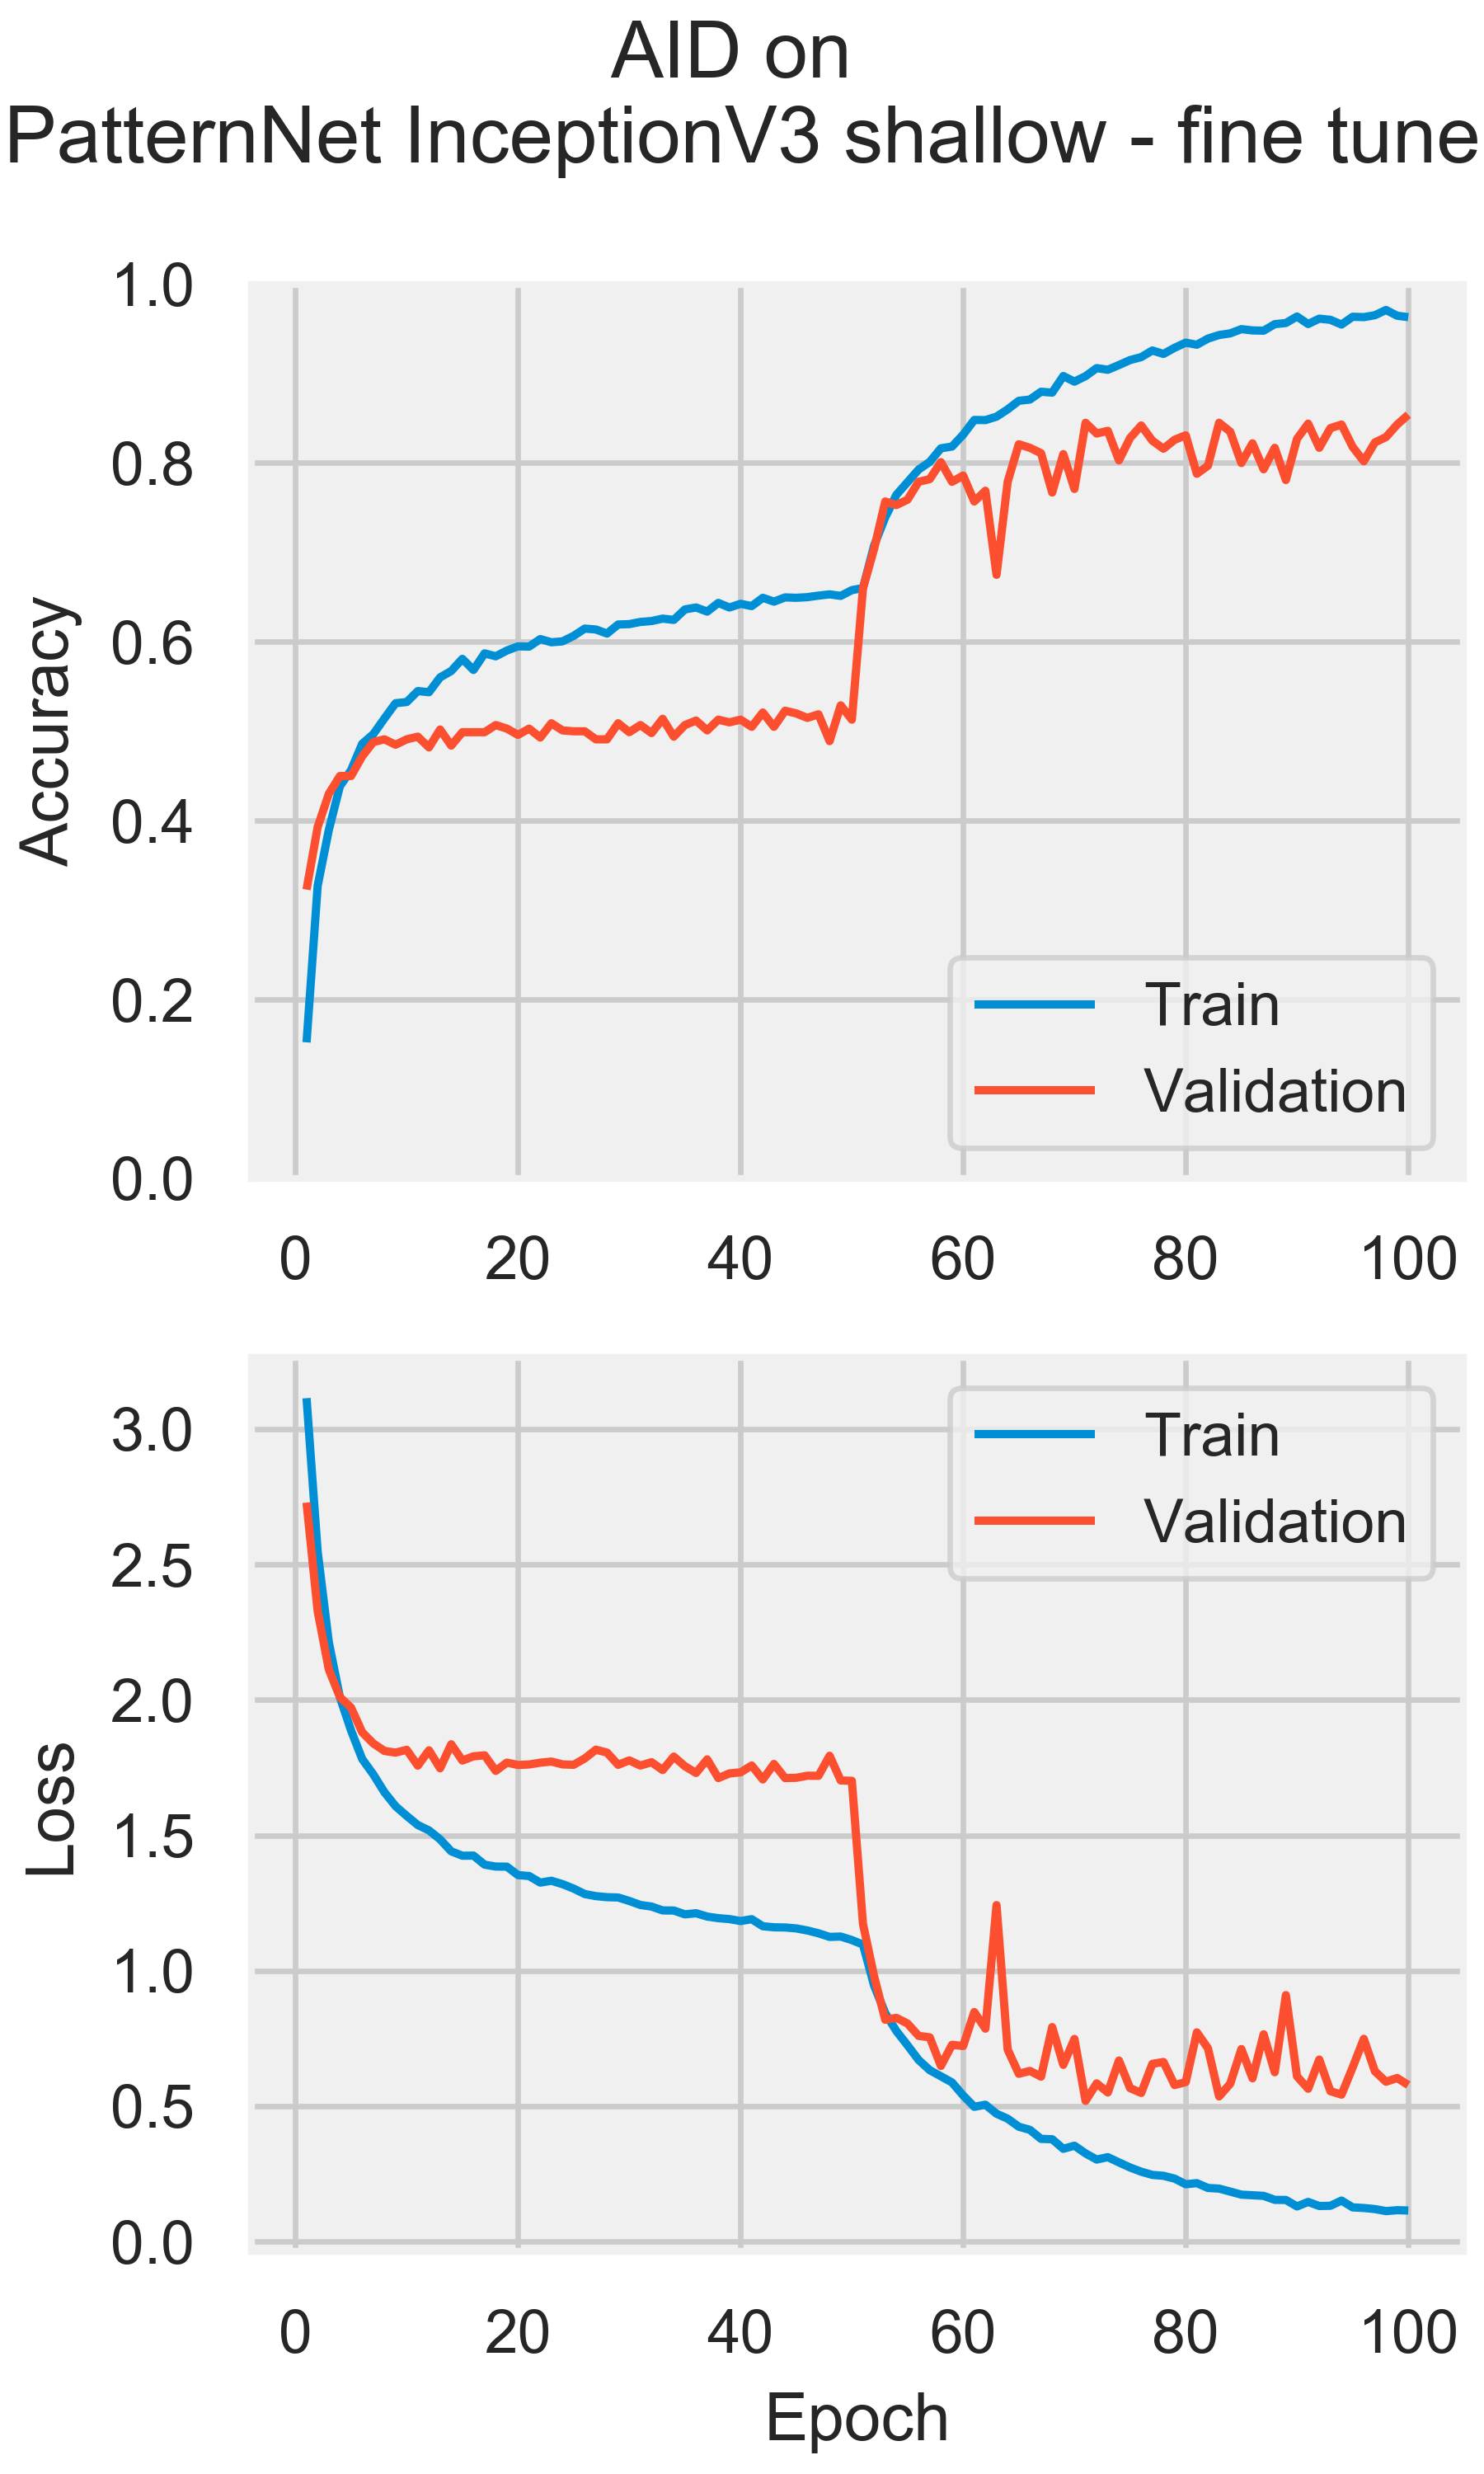 AID on
PatternNet InceptionV3 shallow - fine tune
1.0
0.8
0.6
0.4
0.2
0.0
Accuracy
Train
Validation
0 20 40 60 80 100
3.0
2.5
2.0
1.5
1.0
0.5
0.0
Loss
Train
Validation
0 20 40 60 80 100
Epoch